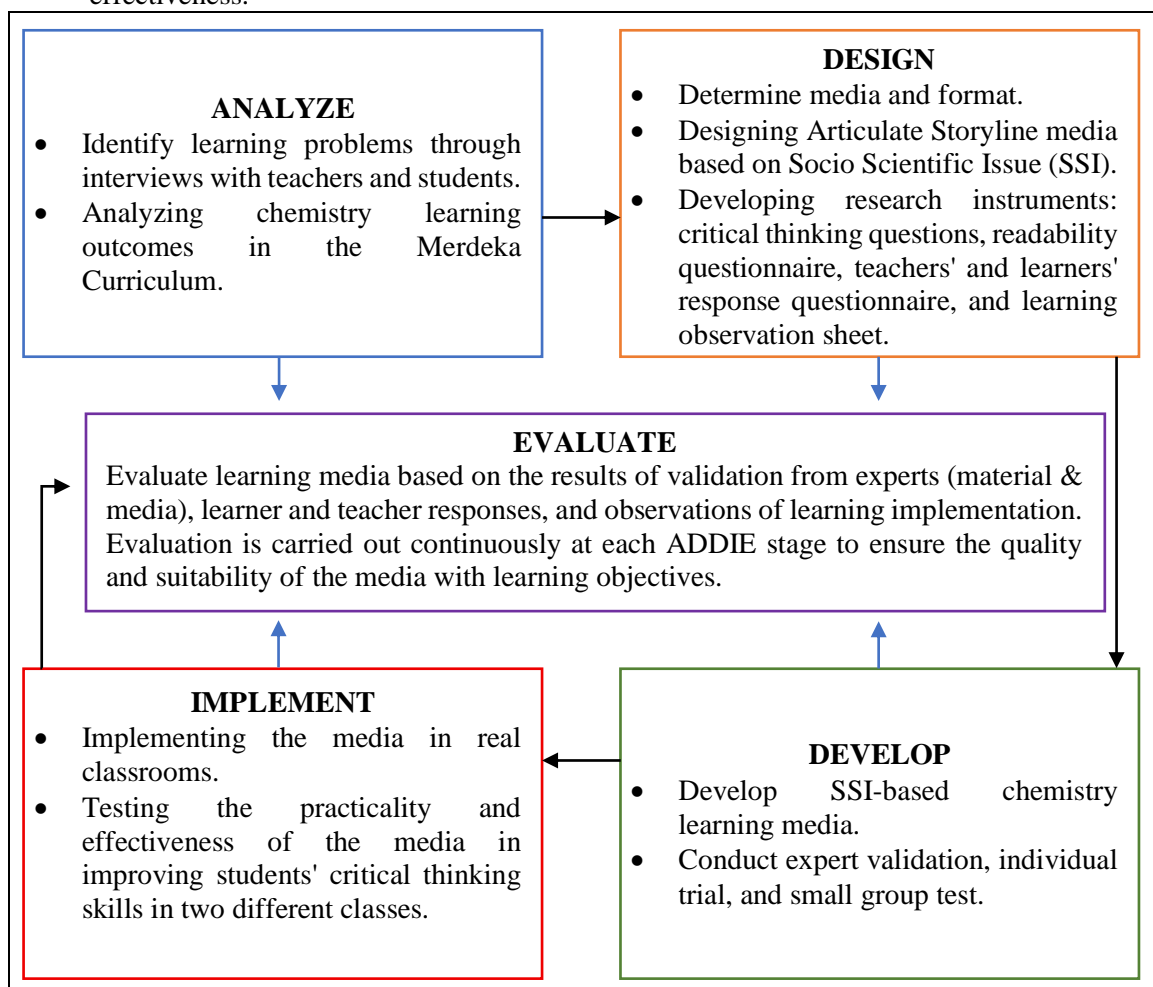 effectiveness.
ANALYZE
• Identify learning problems through
interviews with teachers and students.
• Analyzing chemistry learning
outcomes in the Merdeka
Curriculum.
DESIGN
• Determine media and format.
• Designing Articulate Storyline media
based on Socio Scientific Issue (SSI).
• Developing research instruments:
critical thinking questions, readability
questionnaire, teachers' and learners'
response questionnaire, and learning
observation sheet.
EVALUATE
Evaluate learning media based on the results of validation from experts (material &
media), learner and teacher responses, and observations of learning implementation.
Evaluation is carried out continuously at each ADDIE stage to ensure the quality
and suitability of the media with learning objectives.
IMPLEMENT
• Implementing the media in real
classrooms.
• Testing the practicality and
effectiveness of the media in
improving students' critical thinking
skills in two different classes.
DEVELOP
• Develop SSI-based chemistry
learning media.
• Conduct expert validation, individual
trial, and small group test.